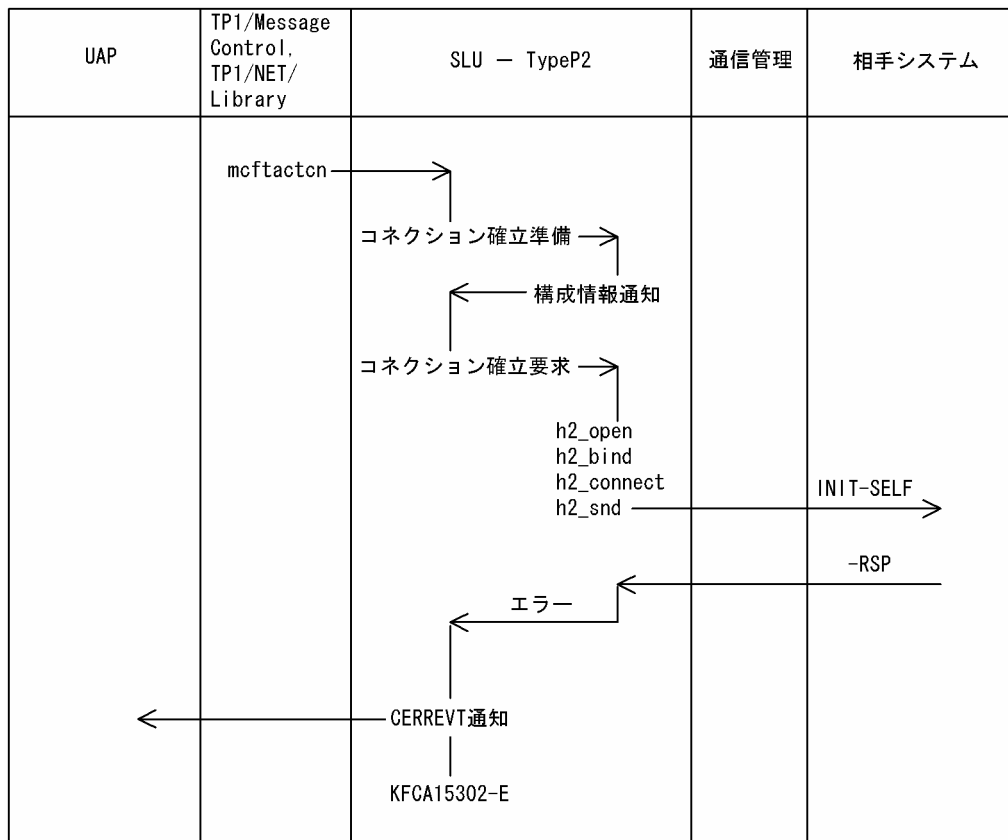 UAP
TP1/Message
Control,
TP1/NET/
Library
SLU － TypeP2
通信管理
相手システム
mcftactcn
コネクション確立準備
構成情報通知
コネクション確立要求
h2_open
h2_bind
h2_connect
h2_snd
INIT-SELF
-RSP
エラー
CERREVT通知
KFCA15302-E